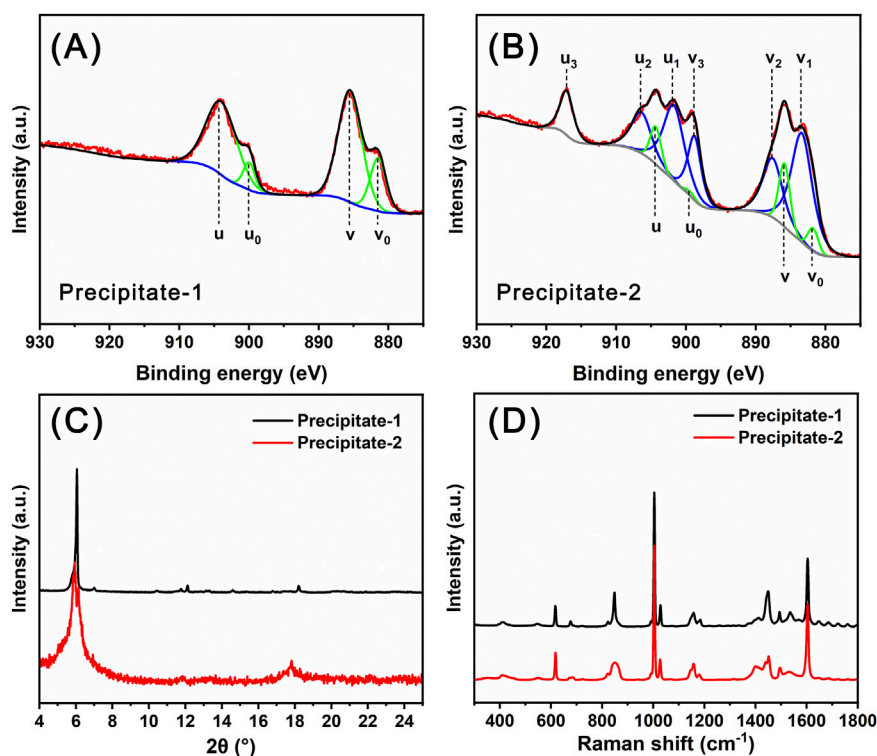 (A)
Intensity (a.u.)
u
u₀
v
v₀
Precipitate-1
930 920 910 900 890 880
Binding energy (eV)
(B)
Intensity (a.u.)
u₃
u₂
u₁
v₃
v₂
v₁
u
u₀
v
v₀
Precipitate-2
930 920 910 900 890 880
Binding energy (eV)
(C)
Intensity (a.u.)
Precipitate-1
Precipitate-2
4 6 8 10 12 14 16 18 20 22 24
2θ (°)
(D)
Intensity (a.u.)
Precipitate-1
Precipitate-2
400 600 800 1000 1200 1400 1600 1800
Raman shift (cm⁻¹)